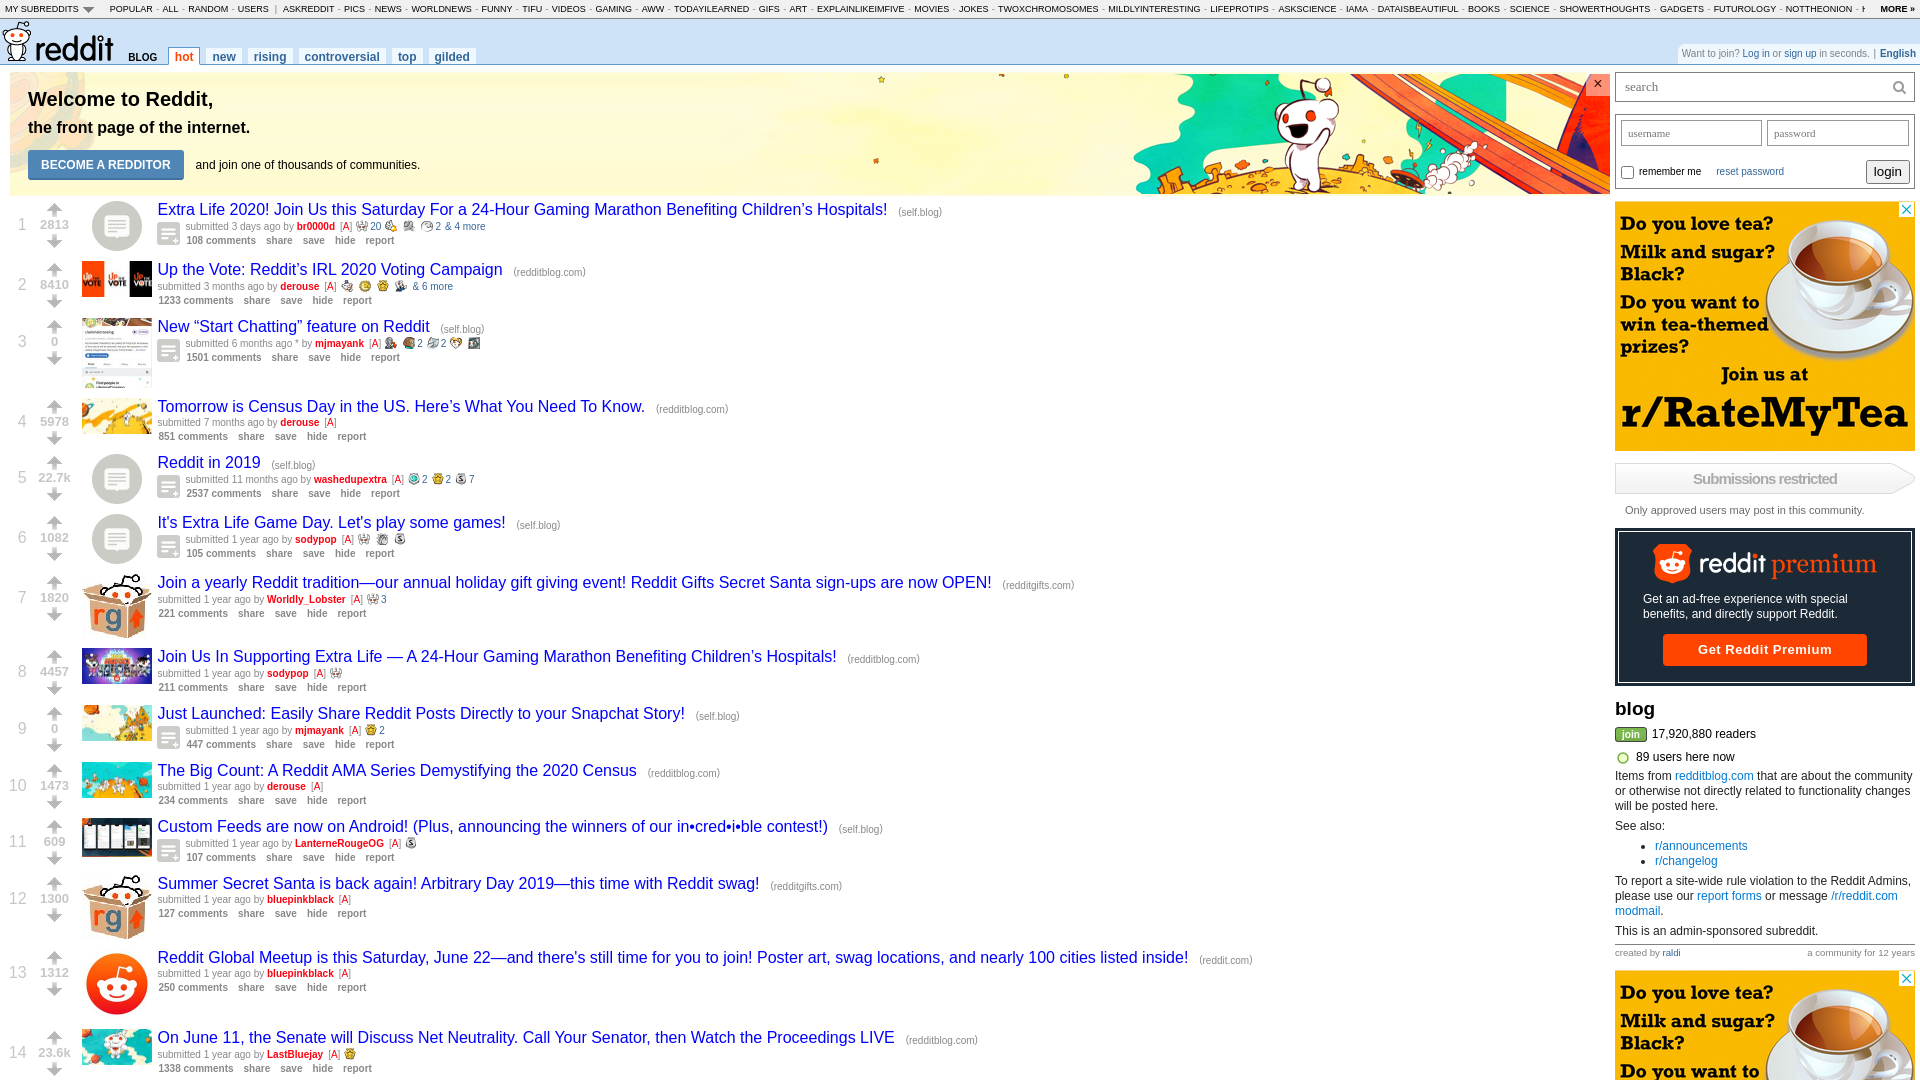 MY SUBREDDITS POPULAR - ALL - RANDOM - USERS | ASKREDDIT - PICS - NEWS - WORLDNEWS - FUNNY - TIFU - VIDEOS - GAMING - AWW - TODAYILEARNED - GIFS - ART - EXPLAINLIKEIMFIVE - MOVIES - JOKES - TWOXCHROMOSOMES - MILDLYINTERESTING - LIFEPROTIPS - ASKSCIENCE - IAMA - DATAISBEAUTIFUL - BOOKS - SCIENCE - SHOWERTHOUGHTS - GADGETS - FUTUROLOGY - NOTTHEONION - MORE »
reddit BLOG hot new rising controversial top gilded
Want to join? Log in or sign up in seconds. | English
Welcome to Reddit,
the front page of the internet.
BECOME A REDDITOR and join one of thousands of communities.
×
1 2813 Extra Life 2020! Join Us this Saturday For a 24-Hour Gaming Marathon Benefiting Children’s Hospitals! (self.blog)
submitted 3 days ago by br0000d [A] 20 2 & 4 more
108 comments share save hide report
2 8410 Up the Vote: Reddit’s IRL 2020 Voting Campaign (redditblog.com)
submitted 3 months ago by derouse [A] & 6 more
1233 comments share save hide report
3 0 New “Start Chatting” feature on Reddit (self.blog)
submitted 6 months ago * by mjmayank [A] 2 2
1501 comments share save hide report
4 5978 Tomorrow is Census Day in the US. Here’s What You Need To Know. (redditblog.com)
submitted 7 months ago by derouse [A]
851 comments share save hide report
5 22.7k Reddit in 2019 (self.blog)
submitted 11 months ago by washedupextra [A] 2 2 7
2537 comments share save hide report
6 1082 It's Extra Life Game Day. Let's play some games! (self.blog)
submitted 1 year ago by sodypop [A]
105 comments share save hide report
7 1820 Join a yearly Reddit tradition—our annual holiday gift giving event! Reddit Gifts Secret Santa sign-ups are now OPEN! (redditgifts.com)
submitted 1 year ago by Worldly_Lobster [A] 3
221 comments share save hide report
rg
8 4457 Join Us In Supporting Extra Life — A 24-Hour Gaming Marathon Benefiting Children’s Hospitals! (redditblog.com)
submitted 1 year ago by sodypop [A]
211 comments share save hide report
9 0 Just Launched: Easily Share Reddit Posts Directly to your Snapchat Story! (self.blog)
submitted 1 year ago by mjmayank [A] 2
447 comments share save hide report
10 1473 The Big Count: A Reddit AMA Series Demystifying the 2020 Census (redditblog.com)
submitted 1 year ago by derouse [A]
234 comments share save hide report
11 609 Custom Feeds are now on Android! (Plus, announcing the winners of our in•cred•i•ble contest!) (self.blog)
submitted 1 year ago by LanterneRougeOG [A]
107 comments share save hide report
12 1300 Summer Secret Santa is back again! Arbitrary Day 2019—this time with Reddit swag! (redditgifts.com)
submitted 1 year ago by bluepinkblack [A]
127 comments share save hide report
rg
13 1312 Reddit Global Meetup is this Saturday, June 22—and there's still time for you to join! Poster art, swag locations, and nearly 100 cities listed inside! (reddit.com)
submitted 1 year ago by bluepinkblack [A]
250 comments share save hide report
14 23.6k On June 11, the Senate will Discuss Net Neutrality. Call Your Senator, then Watch the Proceedings LIVE (redditblog.com)
submitted 1 year ago by LastBluejay [A]
1338 comments share save hide report
search
username password
remember me reset password login
Do you love tea?
Milk and sugar?
Black?
Do you want to
win tea-themed
prizes?
Join us at
r/RateMyTea
Submissions restricted
Only approved users may post in this community.
reddit premium
Get an ad-free experience with special
benefits, and directly support Reddit.
Get Reddit Premium
blog
join 17,920,880 readers
89 users here now
Items from redditblog.com that are about the community
or otherwise not directly related to functionality changes
will be posted here.
See also:
• r/announcements
• r/changelog
To report a site-wide rule violation to the Reddit Admins,
please use our report forms or message /r/reddit.com
modmail.
This is an admin-sponsored subreddit.
created by raldi a community for 12 years
Do you love tea?
Milk and sugar?
Black?
Do you want to